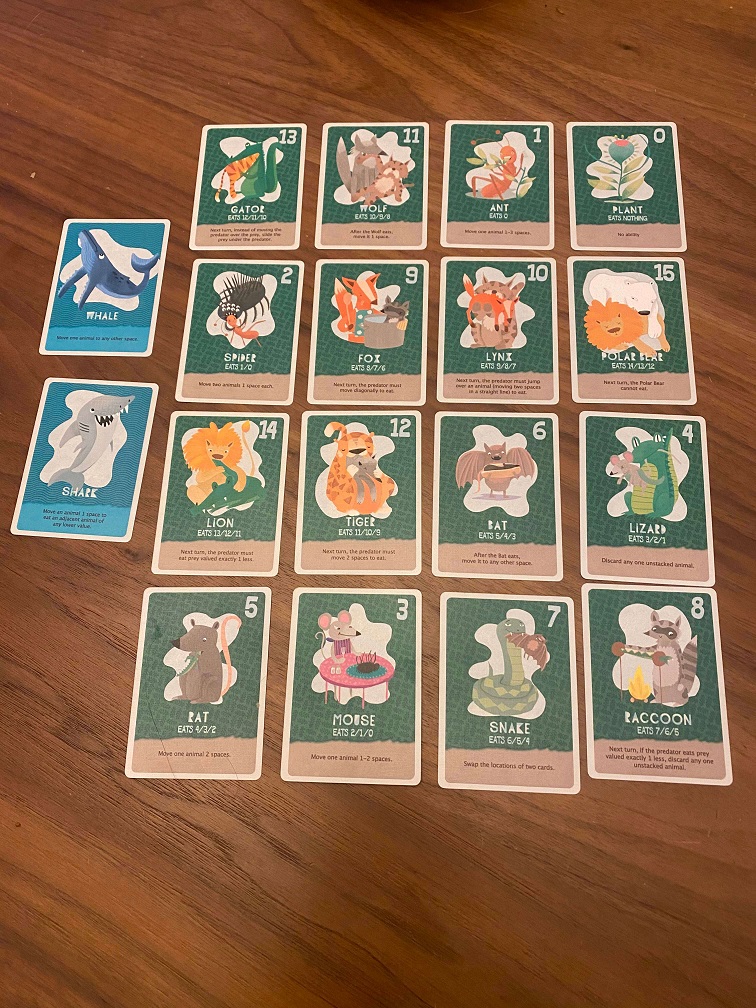 13
GATOR
EATS 12/11/10
Next turn, instead of moving the
predator over the prey, slide the
prey under the predator.
11
WOLF
EATS 10/9/8
After the Wolf eats,
move it 1 space.
1
ANT
EATS 0
Move one animal 1-3 spaces.
0
PLANT
EATS NOTHING
No ability
WHALE
Move one animal to any other space.
2
SPIDER
EATS 1/0
Move two animals 1 space each.
9
FOX
EATS 8/7/6
Next turn, the predator must
move diagonally to eat.
10
LYNX
EATS 9/8/7
Next turn, the predator must jump
over an animal (moving two spaces
in a straight line) to eat.
15
POLAR BEAR
EATS 14/13/12
Next turn, the Polar Bear
cannot eat.
SHARK
Move an animal 1 space to
eat an adjacent animal of
any lower value.
14
LION
EATS 13/12/11
Next turn, the predator must
eat prey valued exactly 1 less.
12
TIGER
EATS 11/10/9
Next turn, the predator must
move 2 spaces to eat.
6
BAT
EATS 5/4/3
After the Bat eats,
move it to any other space.
4
LIZARD
EATS 3/2/1
Discard any one unstacked animal.
5
RAT
EATS 4/3/2
Move one animal 2 spaces.
3
MOUSE
EATS 2/1/0
Move one animal 1-2 spaces.
7
SNAKE
EATS 6/5/4
Swap the locations of two cards.
8
RACCOON
EATS 7/6/5
Next turn, if the predator eats prey
valued exactly 1 less, discard any one
unstacked animal.